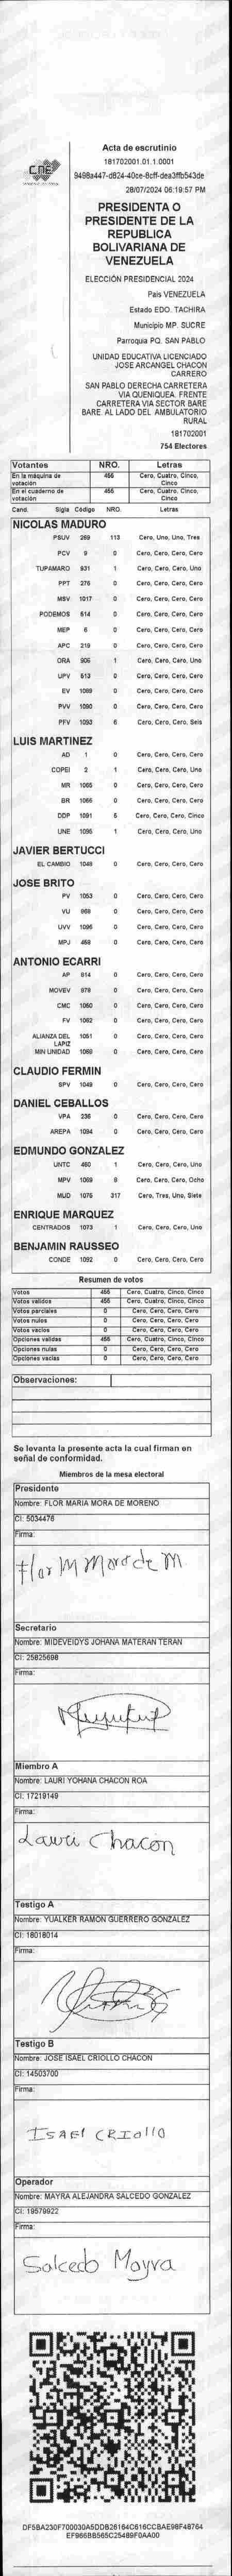 CNE
Acta de escrutinio
181702001.01.1.0001
9498a447-d824-40ce-8cff-dea3ffb543de
28/07/2024 06:19:57 PM
PRESIDENTA O
PRESIDENTE DE LA
REPUBLICA
BOLIVARIANA DE
VENEZUELA
ELECCIÓN PRESIDENCIAL 2024
País VENEZUELA
Estado EDO. TACHIRA
Municipio MP. SUCRE
Parroquia PQ. SAN PABLO
UNIDAD EDUCATIVA LICENCIADO
JOSE ARCANGEL CHACON
CARRERO
SAN PABLO DERECHA CARRETERA
VIA QUENIQUEA. FRENTE
CARRETERA VIA SECTOR BARE
BARE. AL LADO DEL AMBULATORIO
RURAL
181702001
754 Electores
Votantes NRO. Letras
En la máquina de votación 455 Cero, Cuatro, Cinco, Cinco
En el cuaderno de votación 455 Cero, Cuatro, Cinco, Cinco
Cand. Sigla Código NRO. Letras
NICOLAS MADURO
PSUV 269 113 Cero, Uno, Uno, Tres
PCV 9 0 Cero, Cero, Cero, Cero
TUPAMARO 931 1 Cero, Cero, Cero, Uno
PPT 276 0 Cero, Cero, Cero, Cero
MSV 1017 0 Cero, Cero, Cero, Cero
PODEMOS 514 0 Cero, Cero, Cero, Cero
MEP 6 0 Cero, Cero, Cero, Cero
APC 219 0 Cero, Cero, Cero, Cero
ORA 906 1 Cero, Cero, Cero, Uno
UPV 513 0 Cero, Cero, Cero, Cero
EV 1089 0 Cero, Cero, Cero, Cero
PVV 1090 0 Cero, Cero, Cero, Cero
PFV 1093 6 Cero, Cero, Cero, Seis
LUIS MARTINEZ
AD 1 0 Cero, Cero, Cero, Cero
COPEI 2 1 Cero, Cero, Cero, Uno
MR 1065 0 Cero, Cero, Cero, Cero
BR 1066 0 Cero, Cero, Cero, Cero
DDP 1091 5 Cero, Cero, Cero, Cinco
UNE 1095 1 Cero, Cero, Cero, Uno
JAVIER BERTUCCI
EL CAMBIO 1048 0 Cero, Cero, Cero, Cero
JOSE BRITO
PV 1053 0 Cero, Cero, Cero, Cero
VU 969 0 Cero, Cero, Cero, Cero
UVV 1096 0 Cero, Cero, Cero, Cero
MPJ 459 0 Cero, Cero, Cero, Cero
ANTONIO ECARRI
AP 914 0 Cero, Cero, Cero, Cero
MOVEV 979 0 Cero, Cero, Cero, Cero
CMC 1050 0 Cero, Cero, Cero, Cero
FV 1062 0 Cero, Cero, Cero, Cero
ALIANZA DEL LAPIZ 1051 0 Cero, Cero, Cero, Cero
MIN UNIDAD 1069 0 Cero, Cero, Cero, Cero
CLAUDIO FERMIN
SPV 1049 0 Cero, Cero, Cero, Cero
DANIEL CEBALLOS
VPA 236 0 Cero, Cero, Cero, Cero
AREPA 1094 0 Cero, Cero, Cero, Cero
EDMUNDO GONZALEZ
UNTC 460 1 Cero, Cero, Cero, Uno
MPV 1069 8 Cero, Cero, Cero, Ocho
MUD 1075 317 Cero, Tres, Uno, Siete
ENRIQUE MARQUEZ
CENTRADOS 1073 1 Cero, Cero, Cero, Uno
BENJAMIN RAUSSEO
CONDE 1092 0 Cero, Cero, Cero, Cero
Resumen de votos
Votos 455 Cero, Cuatro, Cinco, Cinco
Votos validos 455 Cero, Cuatro, Cinco, Cinco
Votos parciales 0 Cero, Cero, Cero, Cero
Votos nulos 0 Cero, Cero, Cero, Cero
Votos vacios 0 Cero, Cero, Cero, Cero
Opciones validas 455 Cero, Cuatro, Cinco, Cinco
Opciones nulas 0 Cero, Cero, Cero, Cero
Opciones vacias 0 Cero, Cero, Cero, Cero
Observaciones:
Se levanta la presente acta la cual firman en
señal de conformidad.
Miembros de la mesa electoral
Presidente
Nombre: FLOR MARIA MORA DE MORENO
CI: 5034476
Firma:
Flor M Mora de M
Secretario
Nombre: MIDEVEIDYS JOHANA MATERAN TERAN
CI: 25825698
Firma:
Miembro A
Nombre: LAURI YOHANA CHACON ROA
CI: 17219149
Firma:
Lauri Chacon
Testigo A
Nombre: YUALKER RAMON GUERRERO GONZALEZ
CI: 18018014
Firma:
Testigo B
Nombre: JOSE ISAEL CRIOLLO CHACON
CI: 14503700
Firma:
ISAEl CRIollO
Operador
Nombre: MAYRA ALEJANDRA SALCEDO GONZALEZ
CI: 19579922
Firma:
Salcedo Mayra
DF5BA230F700030A5DDB28164C616CCBAE98F48764
EF966BB565C25489F0AA00